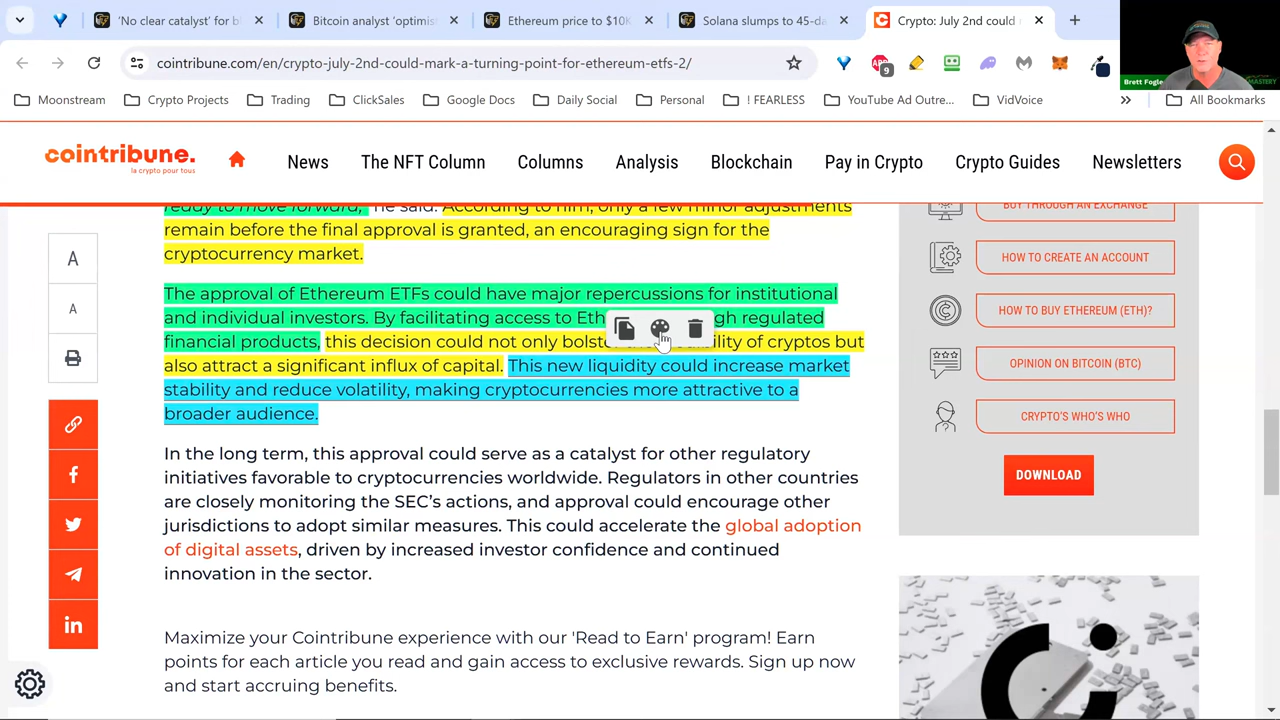 'No clear catalyst' for b
Bitcoin analyst 'optimis
Ethereum price to $10K
Solana slumps to 45-da
Crypto: July 2nd could
cointribune.com/en/crypto-july-2nd-could-mark-a-turning-point-for-ethereum-etfs-2/
9
Brett Fogle
MASTERY
Moonstream
Crypto Projects
Trading
ClickSales
Google Docs
Daily Social
Personal
! FEARLESS
YouTube Ad Outre...
VidVoice
All Bookmarks
cointribune.
la crypto pour tous
News
The NFT Column
Columns
Analysis
Blockchain
Pay in Crypto
Crypto Guides
Newsletters
ready to move forward," he said. According to him, only a few minor adjustments
remain before the final approval is granted, an encouraging sign for the
cryptocurrency market.
The approval of Ethereum ETFs could have major repercussions for institutional
and individual investors. By facilitating access to Eth gh regulated
financial products, this decision could not only bolste ility of cryptos but
also attract a significant influx of capital. This new liquidity could increase market
stability and reduce volatility, making cryptocurrencies more attractive to a
broader audience.
In the long term, this approval could serve as a catalyst for other regulatory
initiatives favorable to cryptocurrencies worldwide. Regulators in other countries
are closely monitoring the SEC's actions, and approval could encourage other
jurisdictions to adopt similar measures. This could accelerate the global adoption
of digital assets, driven by increased investor confidence and continued
innovation in the sector.
Maximize your Cointribune experience with our 'Read to Earn' program! Earn
points for each article you read and gain access to exclusive rewards. Sign up now
and start accruing benefits.
A
A
BUY THROUGH AN EXCHANGE
HOW TO CREATE AN ACCOUNT
HOW TO BUY ETHEREUM (ETH)?
OPINION ON BITCOIN (BTC)
CRYPTO'S WHO'S WHO
DOWNLOAD